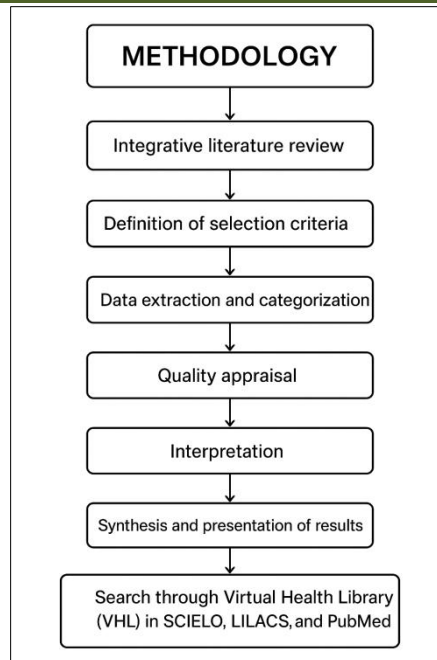 METHODOLOGY
Integrative literature review
Definition of selection criteria
Data extraction and categorization
Quality appraisal
Interpretation
Synthesis and presentation of results
Search through Virtual Health Library
(VHL) in SCIELO, LILACS, and PubMed